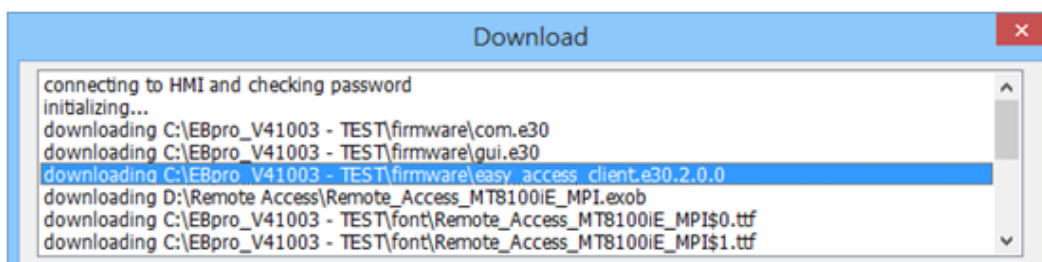 Download
connecting to HMI and checking password
initializing...
downloading C:\EBpro_V41003 - TEST\firmware\com.e30
downloading C:\EBpro_V41003 - TEST\firmware\gui.e30
downloading C:\EBpro_V41003 - TEST\firmware\easy_access_client.e30.2.0.0
downloading D:\Remote Access\Remote_Access_MT8100iE_MPI.exob
downloading C:\EBpro_V41003 - TEST\font\Remote_Access_MT8100iE_MPI$0.ttf
downloading C:\EBpro_V41003 - TEST\font\Remote_Access_MT8100iE_MPI$1.ttf